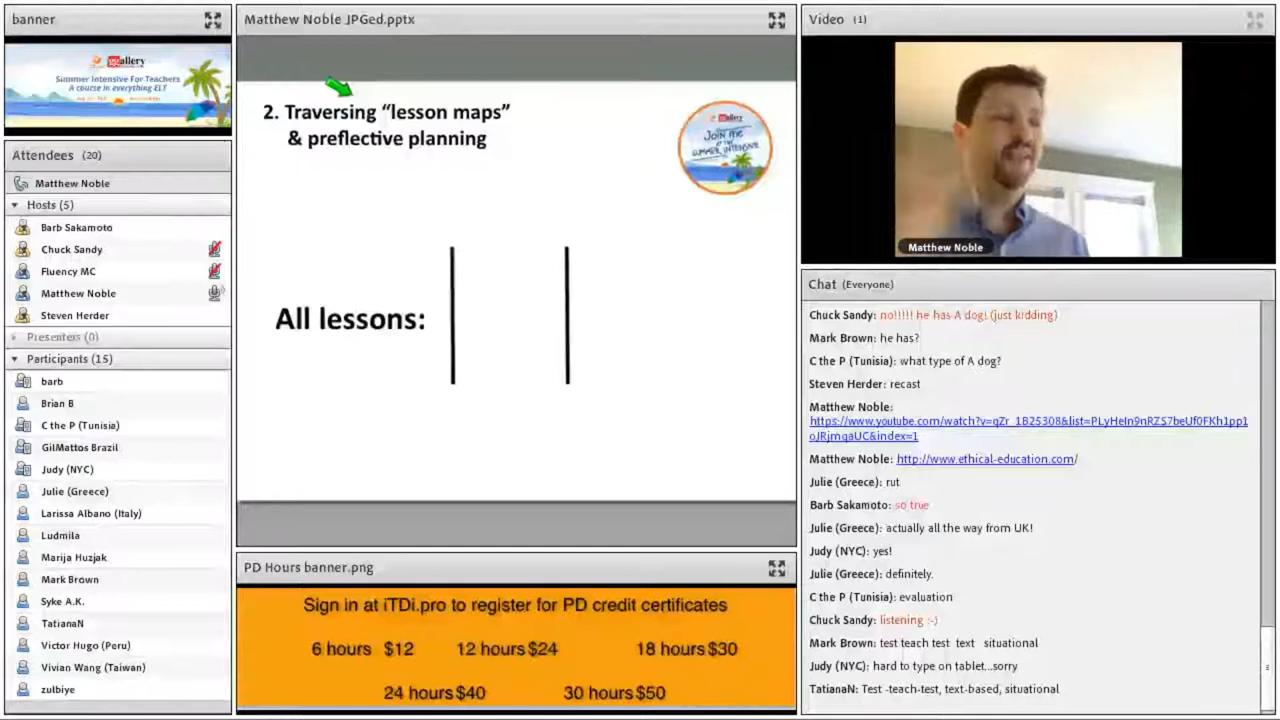 banner
Gallery
Summer Intensive For Teachers
A course in everything ELT
Attendees (20)
Matthew Noble
Hosts (5)
Barb Sakamoto
Chuck Sandy
Fluency MC
Matthew Noble
Steven Herder
Presenters (0)
Participants (15)
barb
Brian B
C the P (Tunisia)
GilMattos Brazil
Judy (NYC)
Julie (Greece)
Larissa Albano (Italy)
Ludmila
Marija Huzjak
Mark Brown
Syke A.K.
TatianaN
Victor Hugo (Peru)
Vivian Wang (Taiwan)
zulbiye
Matthew Noble JPGed.pptx
2. Traversing “lesson maps”
& preflective planning
Gallery
JOIN ME
AT THE
SUMMER INTENSIVE
All lessons:
PD Hours banner.png
Sign in at iTDi.pro to register for PD credit certificates
6 hours $12 12 hours $24 18 hours $30
24 hours $40 30 hours $50
Video (1)
Matthew Noble
Chat (Everyone)
Chuck Sandy: no!!!!! he has A dog! (just kidding)
Mark Brown: he has?
C the P (Tunisia): what type of A dog?
Steven Herder: recast
Matthew Noble:
https://www.youtube.com/watch?v=qZr_1B25308&list=PLyHeIn9nRZS7beUf0FKh1pp1
oJRjmqaUC&index=1
Matthew Noble: http://www.ethical-education.com/
Julie (Greece): rut
Barb Sakamoto: so true
Julie (Greece): actually all the way from UK!
Judy (NYC): yes!
Julie (Greece): definitely.
C the P (Tunisia): evaluation
Chuck Sandy: listening :-)
Mark Brown: test teach test text situational
Judy (NYC): hard to type on tablet...sorry
TatianaN: Test -teach-test, text-based, situational